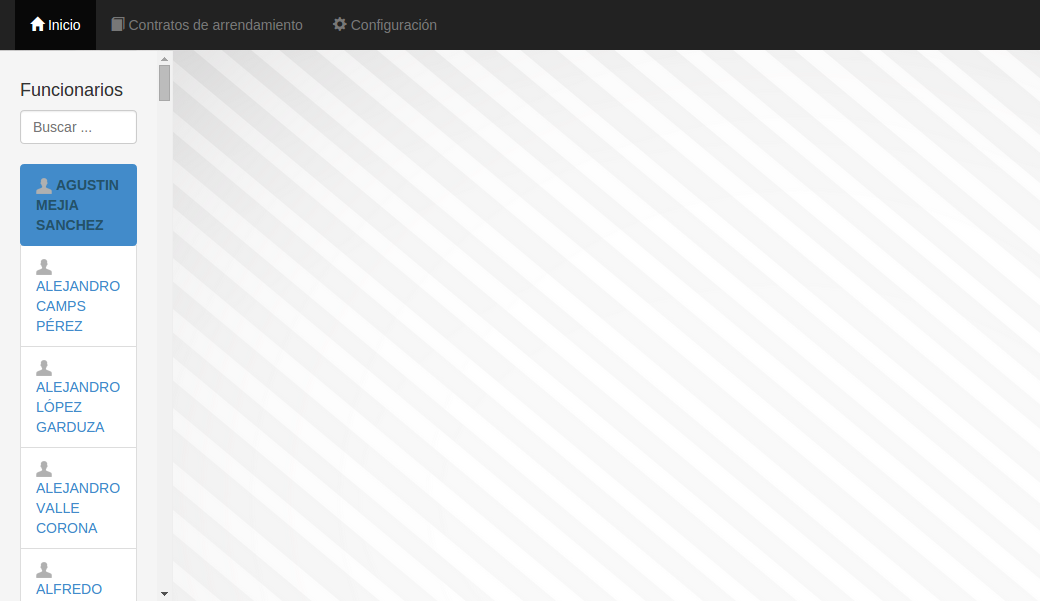 Inicio Contratos de arrendamiento Configuración
Funcionarios
Buscar ...
AGUSTIN
MEJIA
SANCHEZ
ALEJANDRO
CAMPS
PÉREZ
ALEJANDRO
LÓPEZ
GARDUZA
ALEJANDRO
VALLE
CORONA
ALFREDO